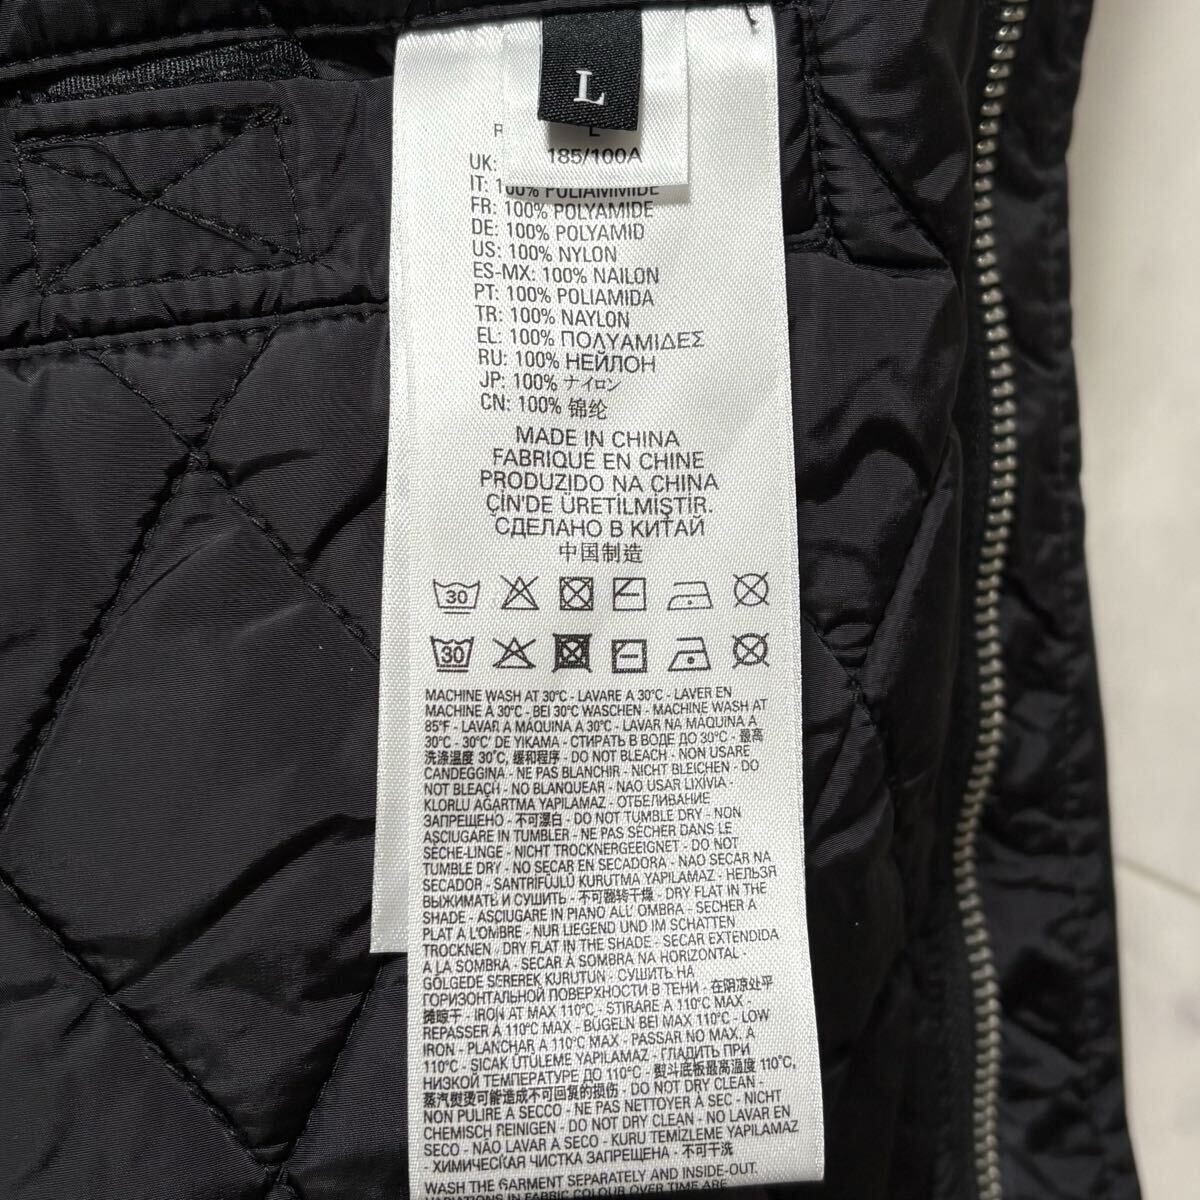 L
L
185/100A
UK:
IT: 100% POLIAMMIDE
FR: 100% POLYAMIDE
DE: 100% POLYAMID
US: 100% NYLON
ES-MX: 100% NAILON
PT: 100% POLIAMIDA
TR: 100% NAYLON
EL: 100% ΠΟΛΥΑΜΙΔΕΣ
RU: 100% НЕЙЛОН
JP: 100% ナイロン
CN: 100% 锦纶
MADE IN CHINA
FABRIQUÉ EN CHINE
PRODUZIDO NA CHINA
ÇİN'DE ÜRETİLMİŞTİR.
СДЕЛАНО В КИТАЙ
中国制造
30
30
MACHINE WASH AT 30°C - LAVARE A 30°C - LAVER EN
MACHINE A 30°C - BEI 30°C WASCHEN - MACHINE WASH AT
85°F - LAVAR A MÁQUINA A 30°C - LAVAR NA MÁQUINA A
30°C - 30°C' DE YIKAMA - СТИРАТЬ В ВОДЕ ДО 30°C - 最高
洗涤温度 30°C, 缓和程序 - DO NOT BLEACH - NON USARE
CANDEGGINA - NE PAS BLANCHIR - NICHT BLEICHEN - DO
NOT BLEACH - NO BLANQUEAR - NAO USAR LIXIVIA -
KLORLU AĞARTMA YAPILAMAZ - ОТБЕЛИВАНИЕ
ЗАПРЕЩЕНО - 不可漂白 - DO NOT TUMBLE DRY - NON
ASCIUGARE IN TUMBLER - NE PAS SÉCHER DANS LE
SÈCHE-LINGE - NICHT TROCKNERGEEIGNET - DO NOT
TUMBLE DRY - NO SECAR EN SECADORA - NAO SECAR NA
SECADOR - SANTRİFÜJLÜ KURUTMA YAPILAMAZ - НЕЛЬЗЯ
ВЫЖИМАТЬ И СУШИТЬ - 不可翻转干燥 - DRY FLAT IN THE
SHADE - ASCIUGARE IN PIANO ALL'OMBRA - SECHER A
PLAT A L'OMBRE - NUR LIEGEND UND IM SCHATTEN
TROCKNEN - DRY FLAT IN THE SHADE - SECAR EXTENDIDA
A LA SOMBRA - SECAR À SOMBRA NA HORIZONTAL -
GÖLGEDE SEREREK KURUTUN - СУШИТЬ НА
ГОРИЗОНТАЛЬНОЙ ПОВЕРХНОСТИ В ТЕНИ - 在阴凉处平
摊晾干 - IRON AT MAX 110°C - STIRARE A 110°C MAX -
REPASSER A 110°C MAX - BÜGELN BEI MAX 110°C - LOW
IRON - PLANCHAR A 110°C MAX - PASSAR NO MAX. A
110°C - SICAK ÜTÜLEME YAPILAMAZ - ГЛАДИТЬ ПРИ
НИЗКОЙ ТЕМПЕРАТУРЕ ДО 110°C - 熨斗底板最高温度 110°C,
蒸汽熨烫可能造成不可回复的损伤 - DO NOT DRY CLEAN -
NON PULIRE A SECCO - NE PAS NETTOYER A SEC - NICHT
CHEMISCH REINIGEN - DO NOT DRY CLEAN - NO LAVAR EN
SECO - NÃO LAVAR A SECO - KURU TEMİZLEME YAPILAMAZ
- ХИМИЧЕСКАЯ ЧИСТКА ЗАПРЕЩЕНА - 不可干洗
WASH THE GARMENT SEPARATELY AND INSIDE-OUT.
VARIATIONS IN FABRIC COLOUR OVER TIME ARE